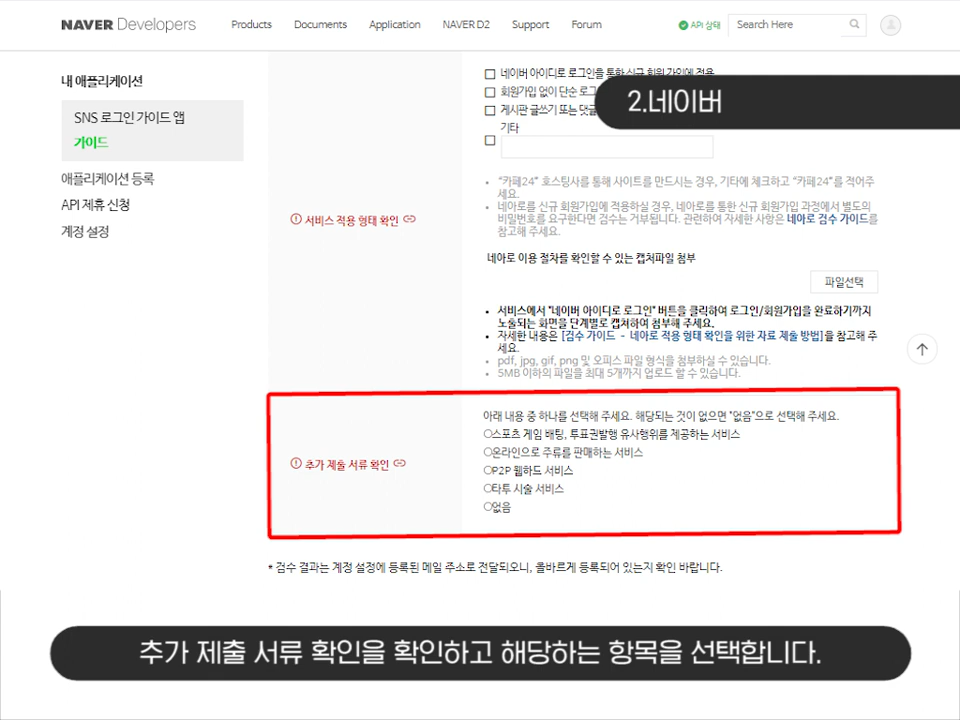 NAVER Developers
Products
Documents
Application
NAVER D2
Support
Forum
API 상태
Search Here
내 애플리케이션
SNS 로그인 가이드 앱
가이드
애플리케이션 등록
API 제휴 신청
계정 설정
2.네이버
네이버 아이디로 로그인을 통한 신규 회원 가입에 적용
회원가입 없이 단순 로그
게시판 글쓰기 또는 댓글
기타
서비스 적용 형태 확인
• "카페24" 호스팅사를 통해 사이트를 만드시는 경우, 기타에 체크하고 "카페24"를 적어주
세요.
• 네아로를 신규 회원가입에 적용하실 경우, 네아로를 통한 신규 회원가입 과정에서 별도의
비밀번호를 요구한다면 검수는 거부됩니다. 관련하여 자세한 사항은 네아로 검수 가이드를
참고해 주세요.
네아로 이용 절차를 확인할 수 있는 캡처파일 첨부
파일선택
• 서비스에서 "네이버 아이디로 로그인" 버튼을 클릭하여 로그인/회원가입을 완료하기까지
노출되는 화면을 단계별로 캡처하여 첨부해 주세요.
• 자세한 내용은 [검수 가이드 - 네아로 적용 형태 확인을 위한 자료 제출 방법]을 참고해 주
세요.
• pdf, jpg, gif, png 및 오피스 파일 형식을 첨부하실 수 있습니다.
• 5MB 이하의 파일을 최대 5개까지 업로드 할 수 있습니다.
추가 제출 서류 확인
아래 내용 중 하나를 선택해 주세요. 해당되는 것이 없으면 "없음"으로 선택해 주세요.
스포츠 게임 배팅, 투표권발행 유사행위를 제공하는 서비스
온라인으로 주류를 판매하는 서비스
P2P 웹하드 서비스
타투 시술 서비스
없음
* 검수 결과는 계정 설정에 등록된 메일 주소로 전달되오니, 올바르게 등록되어 있는지 확인 바랍니다.
추가 제출 서류 확인을 확인하고 해당하는 항목을 선택합니다.